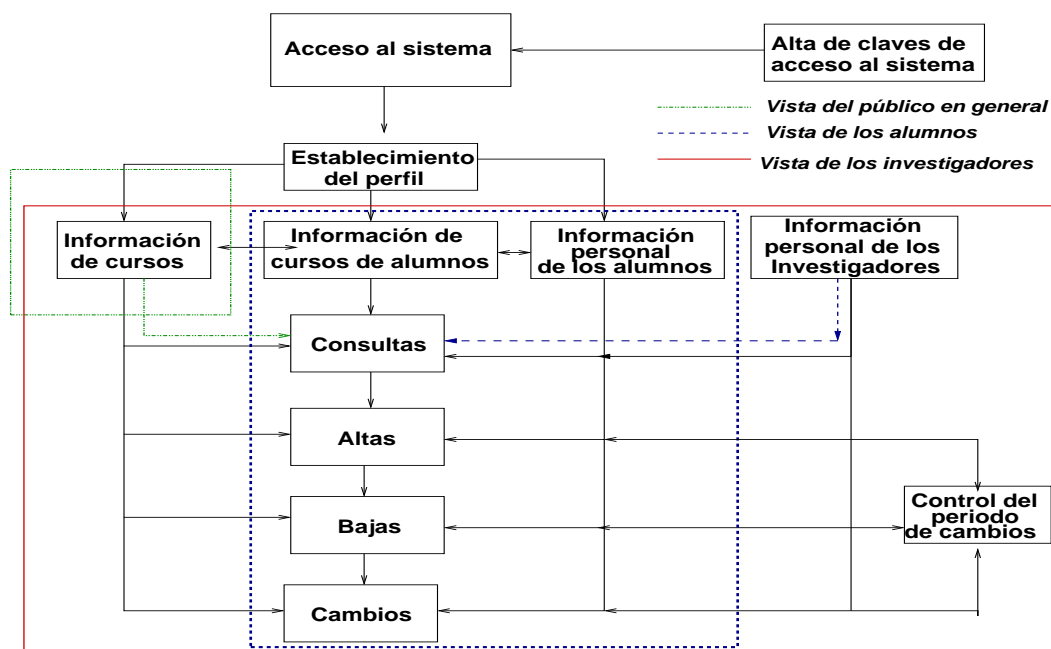 Acceso al sistema
Alta de claves de
acceso al sistema
Vista del público en general
Vista de los alumnos
Vista de los investigadores
Establecimiento
del perfil
Información
de cursos
Información de
cursos de alumnos
Información
personal
de los alumnos
Información
personal de los
Investigadores
Consultas
Altas
Bajas
Control del
periodo
de cambios
Cambios